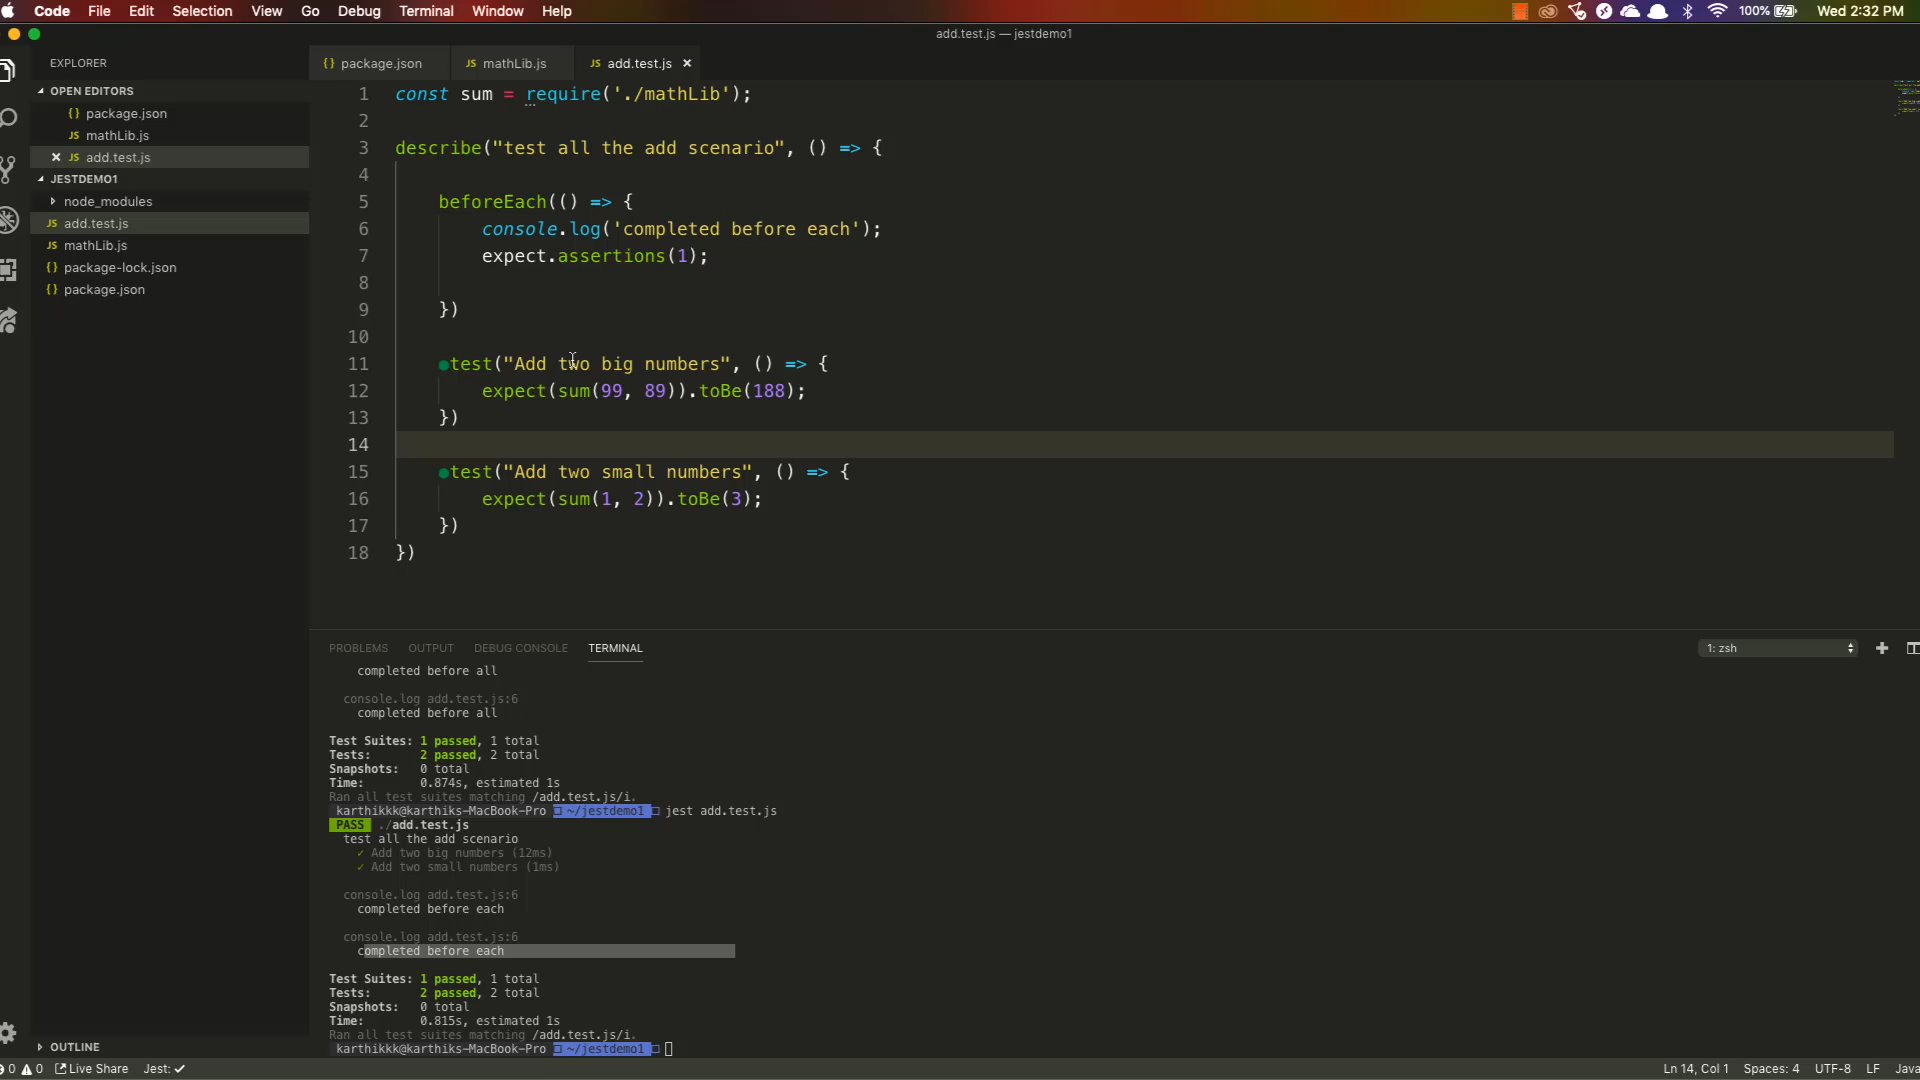 Code File Edit Selection View Go Debug Terminal Window Help 100% Wed 2:32 PM
add.test.js — jestdemo1
EXPLORER
{} package.json JS mathLib.js JS add.test.js ×
OPEN EDITORS
{} package.json
JS mathLib.js
× JS add.test.js
JESTDEMO1
node_modules
JS add.test.js
JS mathLib.js
{} package-lock.json
{} package.json
OUTLINE
1 const sum = require('./mathLib');
2
3 describe("test all the add scenario", () => {
4
5 beforeEach(() => {
6 console.log('completed before each');
7 expect.assertions(1);
8
9 })
10
11 test("Add two big numbers", () => {
12 expect(sum(99, 89)).toBe(188);
13 })
14
15 test("Add two small numbers", () => {
16 expect(sum(1, 2)).toBe(3);
17 })
18 })
PROBLEMS OUTPUT DEBUG CONSOLE TERMINAL 1: zsh
completed before all
console.log add.test.js:6
completed before all
Test Suites: 1 passed, 1 total
Tests: 2 passed, 2 total
Snapshots: 0 total
Time: 0.874s, estimated 1s
Ran all test suites matching /add.test.js/i.
karthikkk@karthiks-MacBook-Pro ~/jestdemo1 jest add.test.js
PASS ./add.test.js
test all the add scenario
✓ Add two big numbers (12ms)
✓ Add two small numbers (1ms)
console.log add.test.js:6
completed before each
console.log add.test.js:6
completed before each
Test Suites: 1 passed, 1 total
Tests: 2 passed, 2 total
Snapshots: 0 total
Time: 0.815s, estimated 1s
Ran all test suites matching /add.test.js/i.
karthikkk@karthiks-MacBook-Pro ~/jestdemo1
0 0 Live Share Jest: ✓ Ln 14, Col 1 Spaces: 4 UTF-8 LF Java